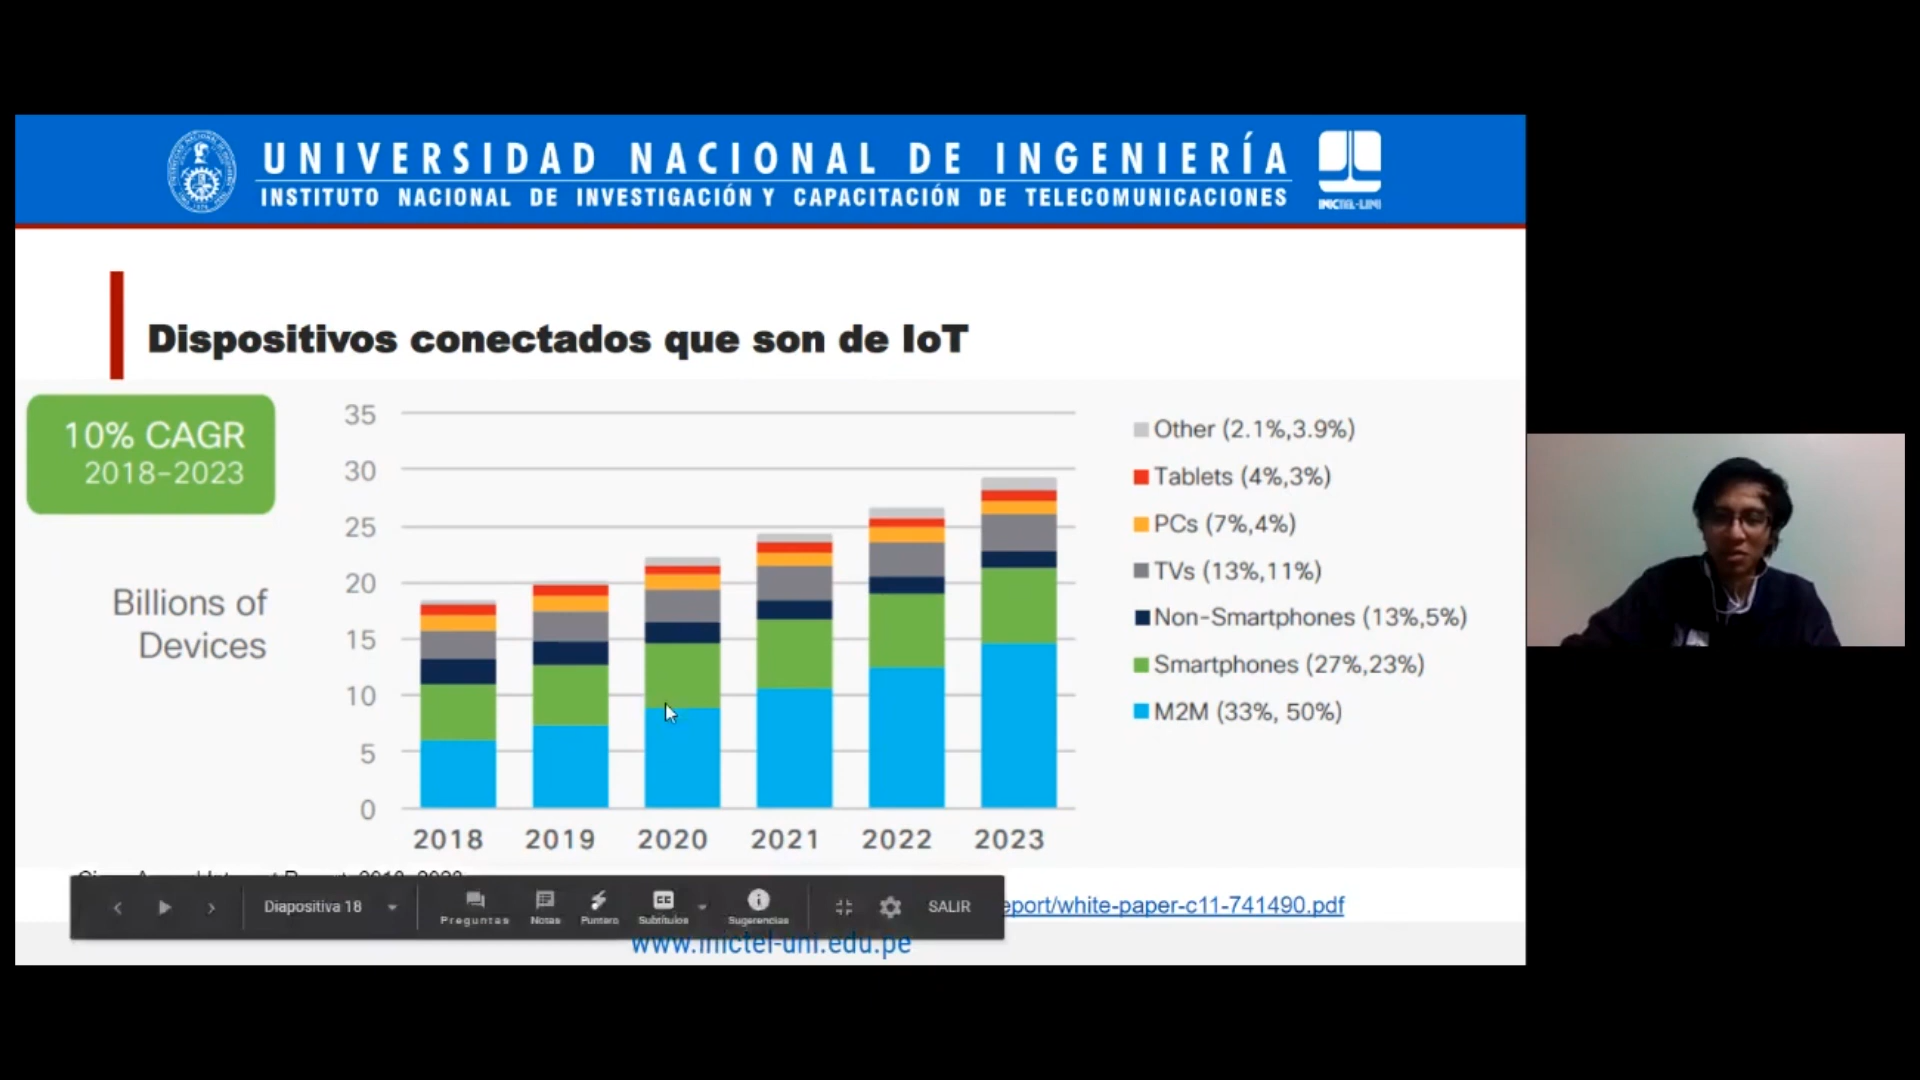 UNIVERSIDAD NACIONAL DE INGENIERÍA
INSTITUTO NACIONAL DE INVESTIGACIÓN Y CAPACITACIÓN DE TELECOMUNICACIONES
INICTEL-UNI
Dispositivos conectados que son de IoT
10% CAGR
2018-2023
Billions of
Devices
35
30
25
20
15
10
5
0
2018 2019 2020 2021 2022 2023
Other (2.1%,3.9%)
Tablets (4%,3%)
PCs (7%,4%)
TVs (13%,11%)
Non-Smartphones (13%,5%)
Smartphones (27%,23%)
M2M (33%, 50%)
eport/white-paper-c11-741490.pdf
Diapositiva 18
Preguntas
Notas
Puntero
CC
Subtítulos
Sugerencias
SALIR
www.inictel-uni.edu.pe